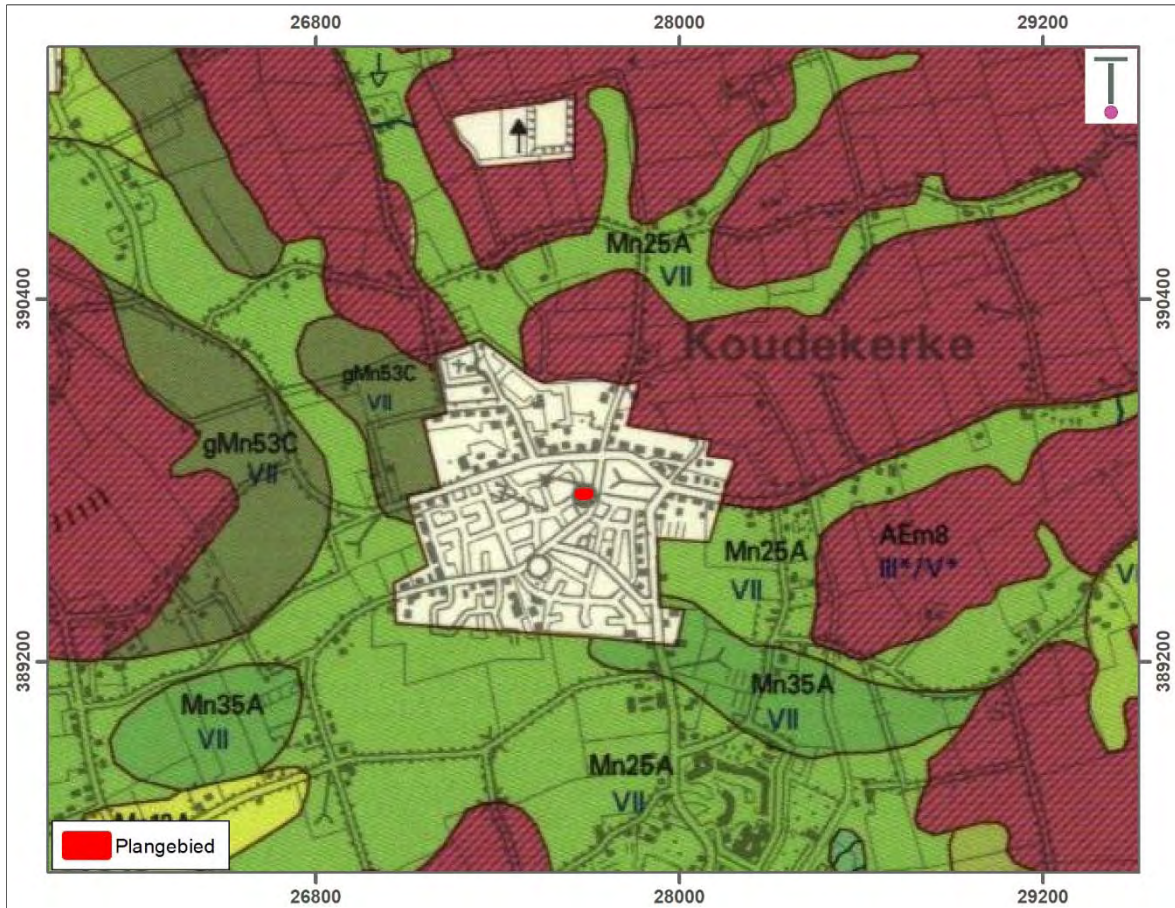 26800 28000 29200
Mn25A
VII
390400 390400
Koudekerke
gMn53C
VII
gMn53C
VII
AEm8
Mn25A
III*/V*
VII
389200 389200
Mn35A
VII
Mn35A
VII
Mn25A
VII
Plangebied
26800 28000 29200